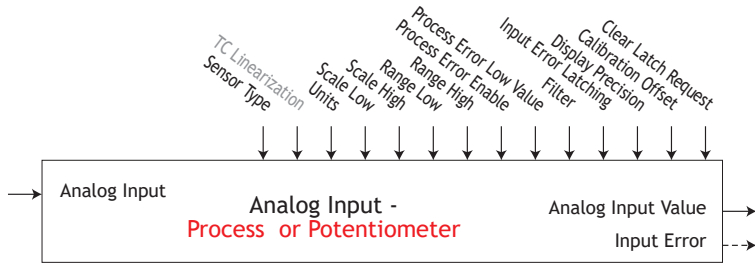 Sensor Type
TC Linearization
Units
Scale Low
Scale High
Range Low
Range High
Process Error Enable
Process Error Low Value
Filter
Input Error Latching
Display Precision
Calibration Offset
Clear Latch Request
Analog Input
Analog Input -
Process or Potentiometer
Analog Input Value
Input Error